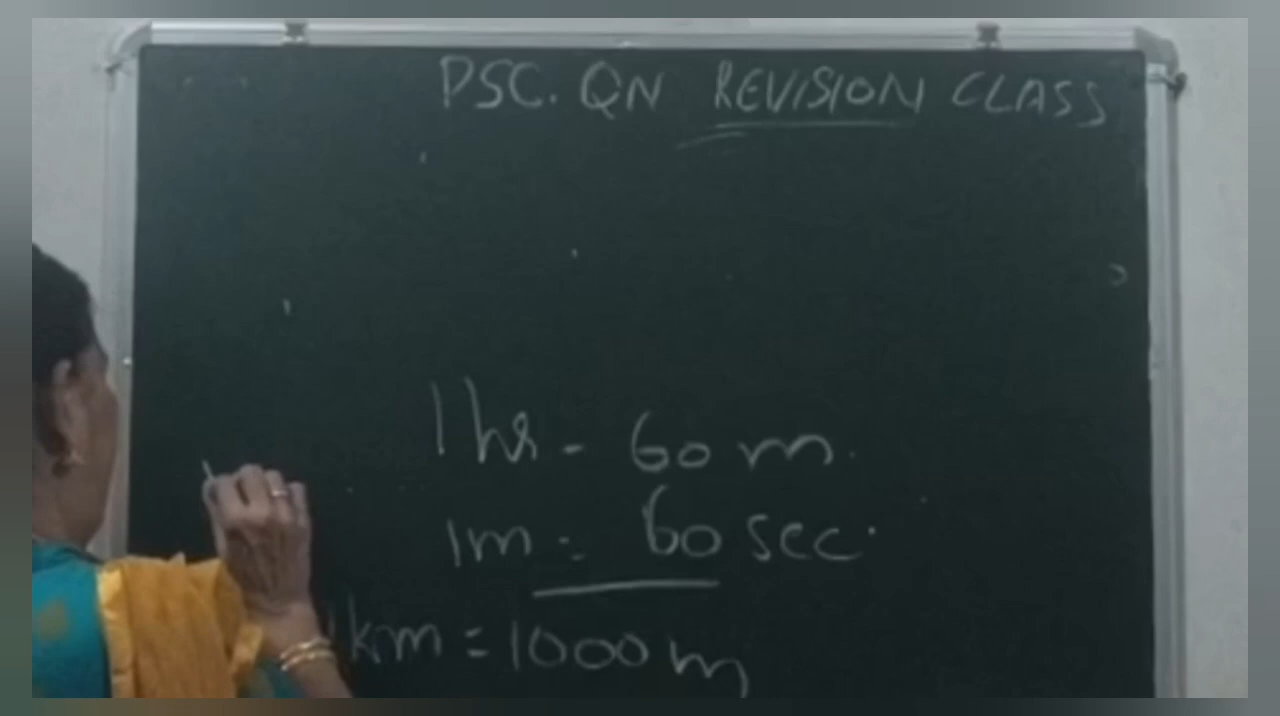 PSC. QN REVISION CLASS
1 hr - 60 m.
1m = 60 sec.
1km = 1000 m